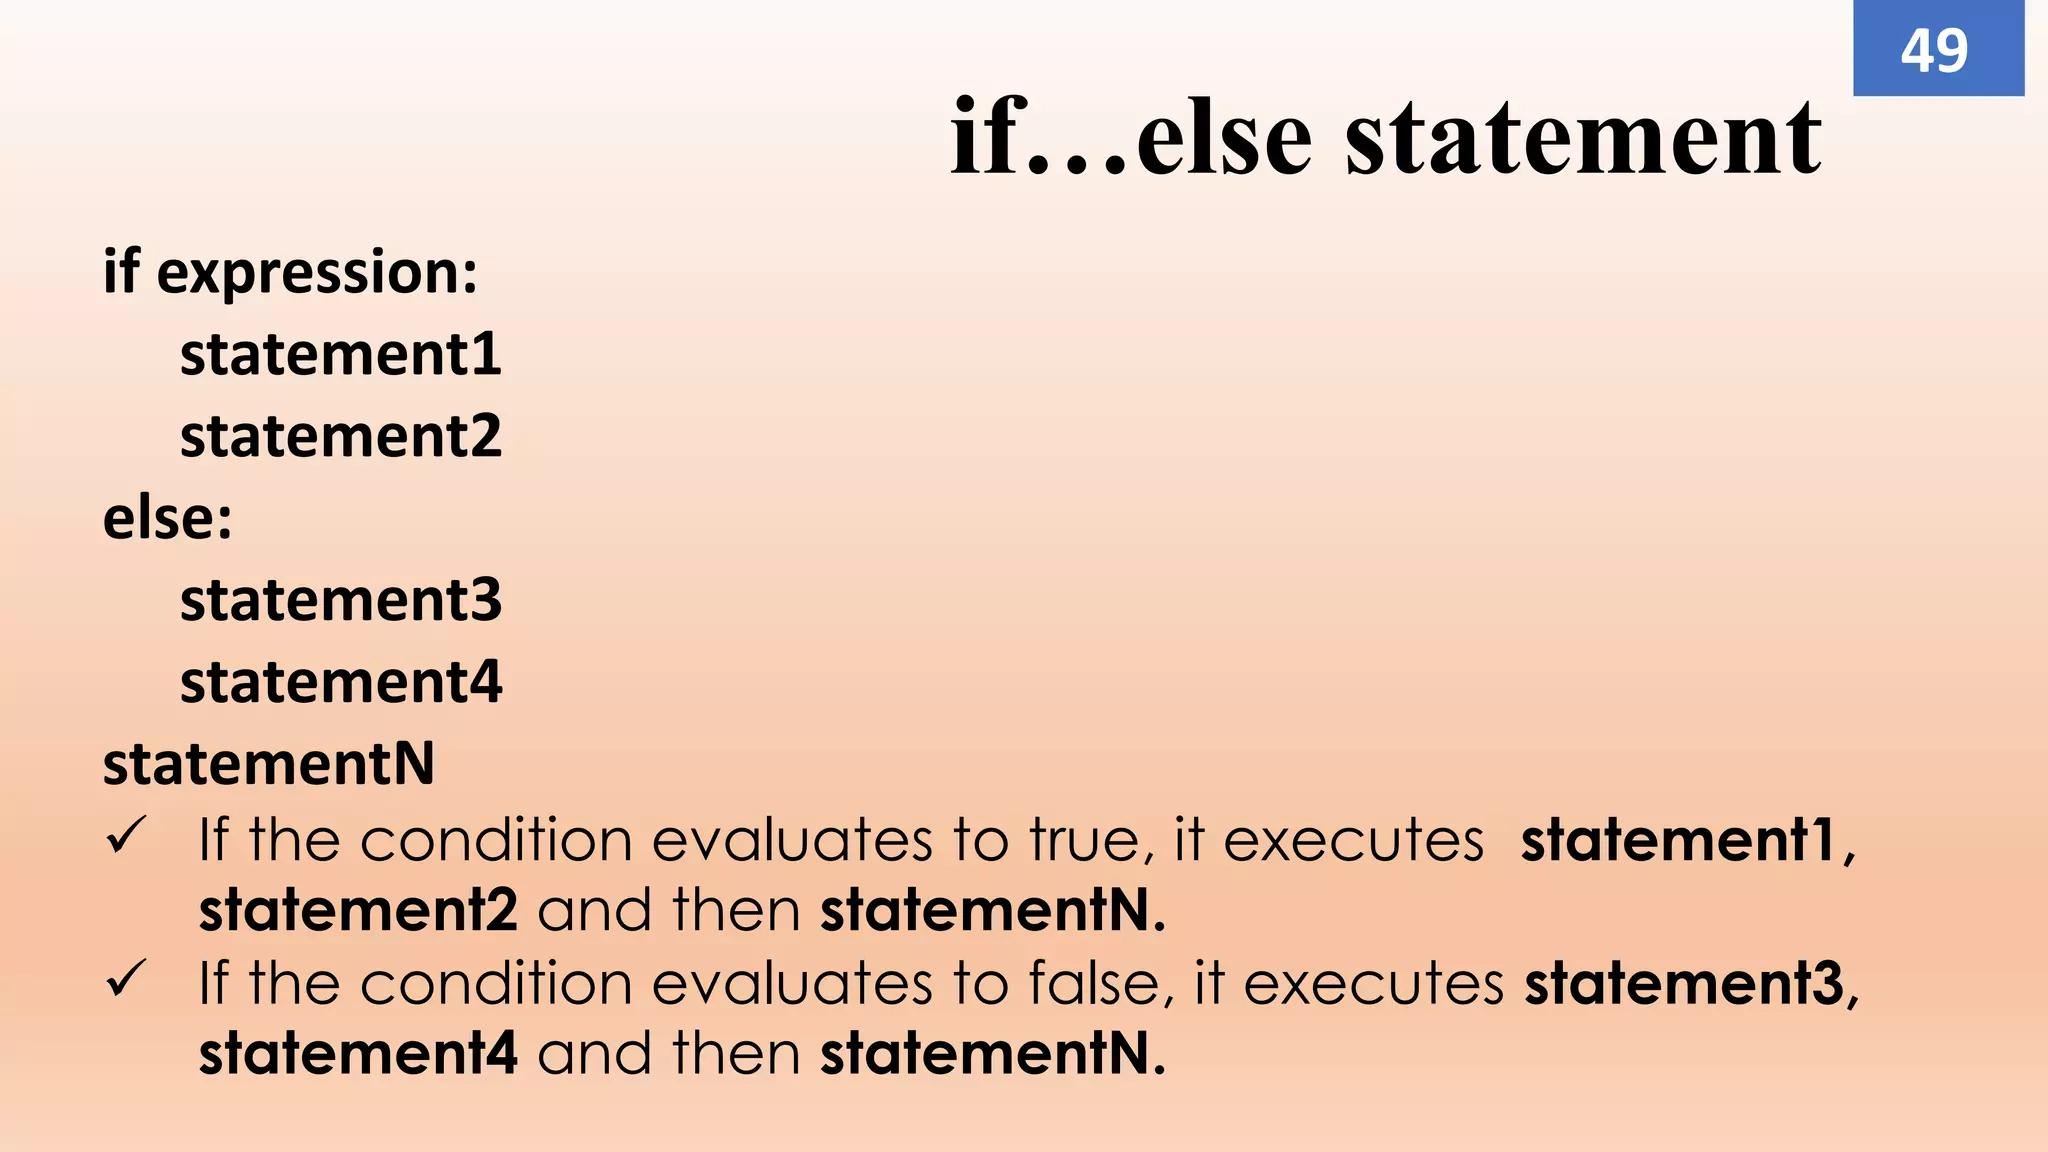 49
if…else statement
if expression:
statement1
statement2
else:
statement3
statement4
statementN
✓ If the condition evaluates to true, it executes statement1,
statement2 and then statementN.
✓ If the condition evaluates to false, it executes statement3,
statement4 and then statementN.